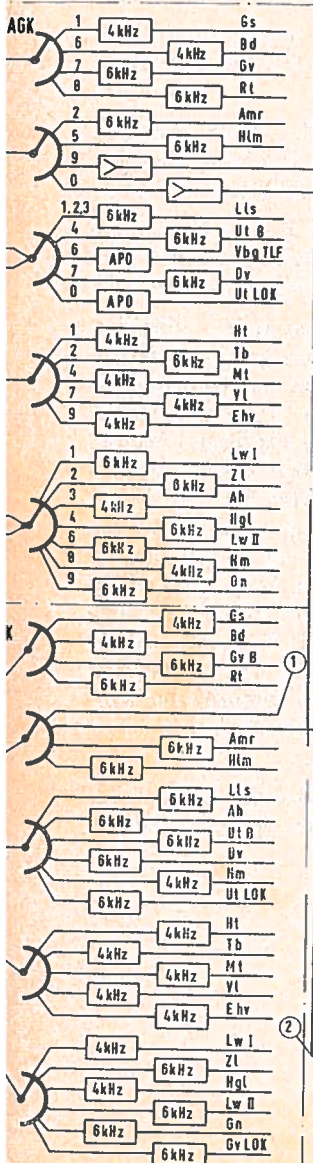 AGK
1 4kHz Gs
6 4kHz Bd
7 6kHz Gv
8 6kHz Rt
2 6kHz Amr
5 6kHz Hlm
9
0
1,2,3 6kHz Lls
4 6kHz Ut B
6 APO Vbg TLF
7 6kHz Dv
0 APO Ut LOK
1 4kHz Ht
2 6kHz Tb
4 4kHz Mt
7 4kHz Vl
9 4kHz Ehv
1 6kHz Lw I
2 6kHz Zl
3 4kHz Ah
4 6kHz Hgl
6 6kHz Lw II
8 4kHz Nm
9 6kHz Gn
K
4kHz Gs
4kHz Bd
6kHz Gv B
6kHz Rt
1
6kHz Amr
6kHz Hlm
6kHz Lls
6kHz Ah
6kHz Ut B
6kHz Dv
4kHz Nm
6kHz Ut LOK
4kHz Ht
4kHz Tb
4kHz Mt
4kHz Vl
4kHz Ehv
2
4kHz Lw I
6kHz Zl
4kHz Hgl
6kHz Lw II
6kHz Gn
6kHz Gv LOK